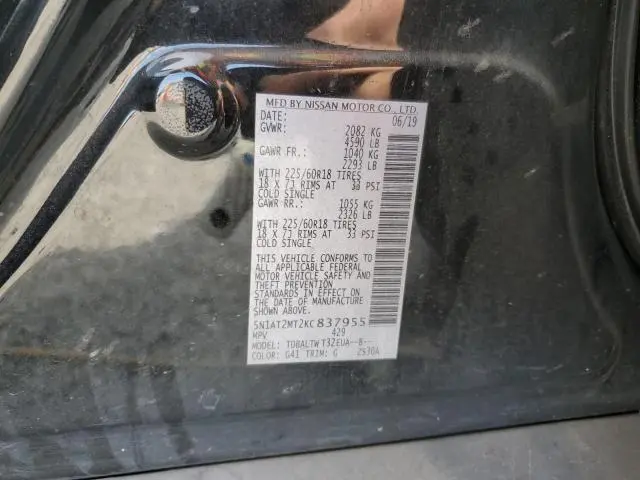 MFD BY NISSAN MOTOR CO., LTD.
DATE: 06/19
GVWR: 2082 KG
4590 LB
GAWR FR.: 1040 KG
2293 LB
WITH 225/60R18 TIRES
18 X 7J RIMS AT 33 PSI
COLD SINGLE
GAWR RR.: 1055 KG
2326 LB
WITH 225/60R18 TIRES
18 X 7J RIMS AT 33 PSI
COLD SINGLE
THIS VEHICLE CONFORMS TO
ALL APPLICABLE FEDERAL
MOTOR VEHICLE SAFETY AND
THEFT PREVENTION
STANDARDS IN EFFECT ON
THE DATE OF MANUFACTURE
SHOWN ABOVE.
5N1AT2MT2KC837955
MPV 429
MODEL:
COLOR: G41 TRIM: G